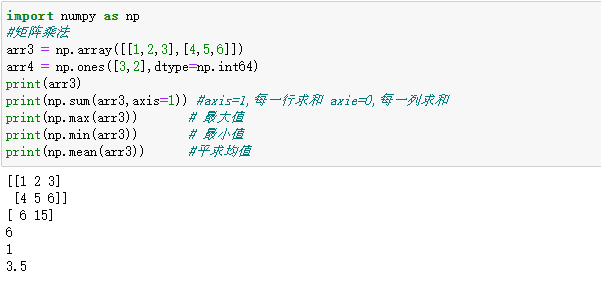 import numpy as np
#矩阵乘法
arr3 = np.array([[1,2,3],[4,5,6]])
arr4 = np.ones([3,2],dtype=np.int64)
print(arr3)
print(np.sum(arr3,axis=1)) #axis=1,每一行求和 axie=0,每一列求和
print(np.max(arr3)) # 最大值
print(np.min(arr3)) # 最小值
print(np.mean(arr3)) #平求均值
[[1 2 3]
[4 5 6]]
[ 6 15]
6
1
3.5